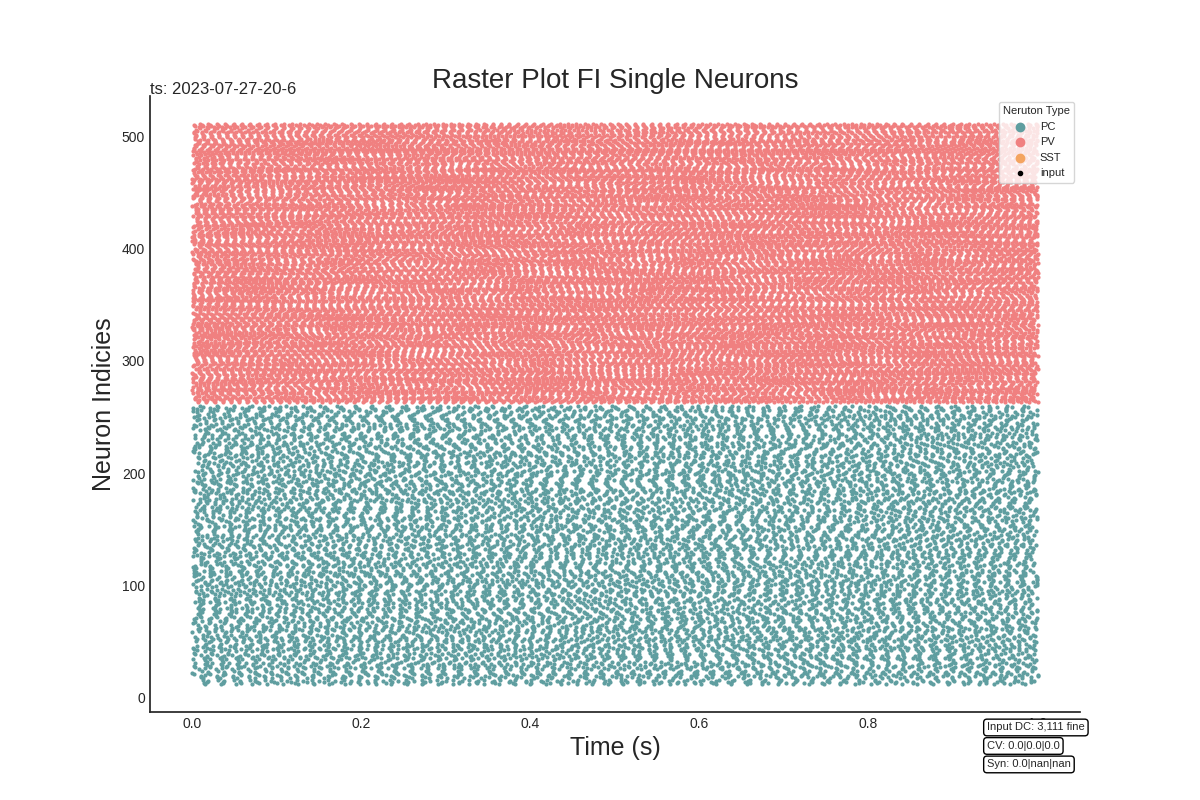 Raster Plot FI Single Neurons
ts: 2023-07-27-20-6
Neruton Type
PC
PV
SST
input
500
400
300
200
100
0
Neuron Indicies
0.0 0.2 0.4 0.6 0.8
Time (s)
Input DC: 3,111 fine
CV: 0.0|0.0|0.0
Syn: 0.0|nan|nan